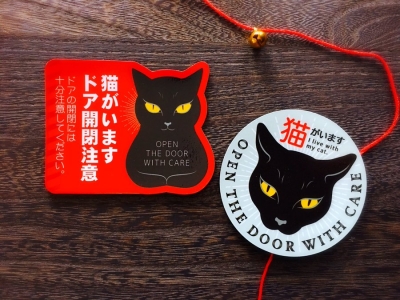 猫がいます
ドア開閉注意
ドアの開閉には
十分注意してください。
OPEN
THE DOOR
WITH CARE
猫がいます
I live with
my cat.
OPEN THE DOOR WITH CARE